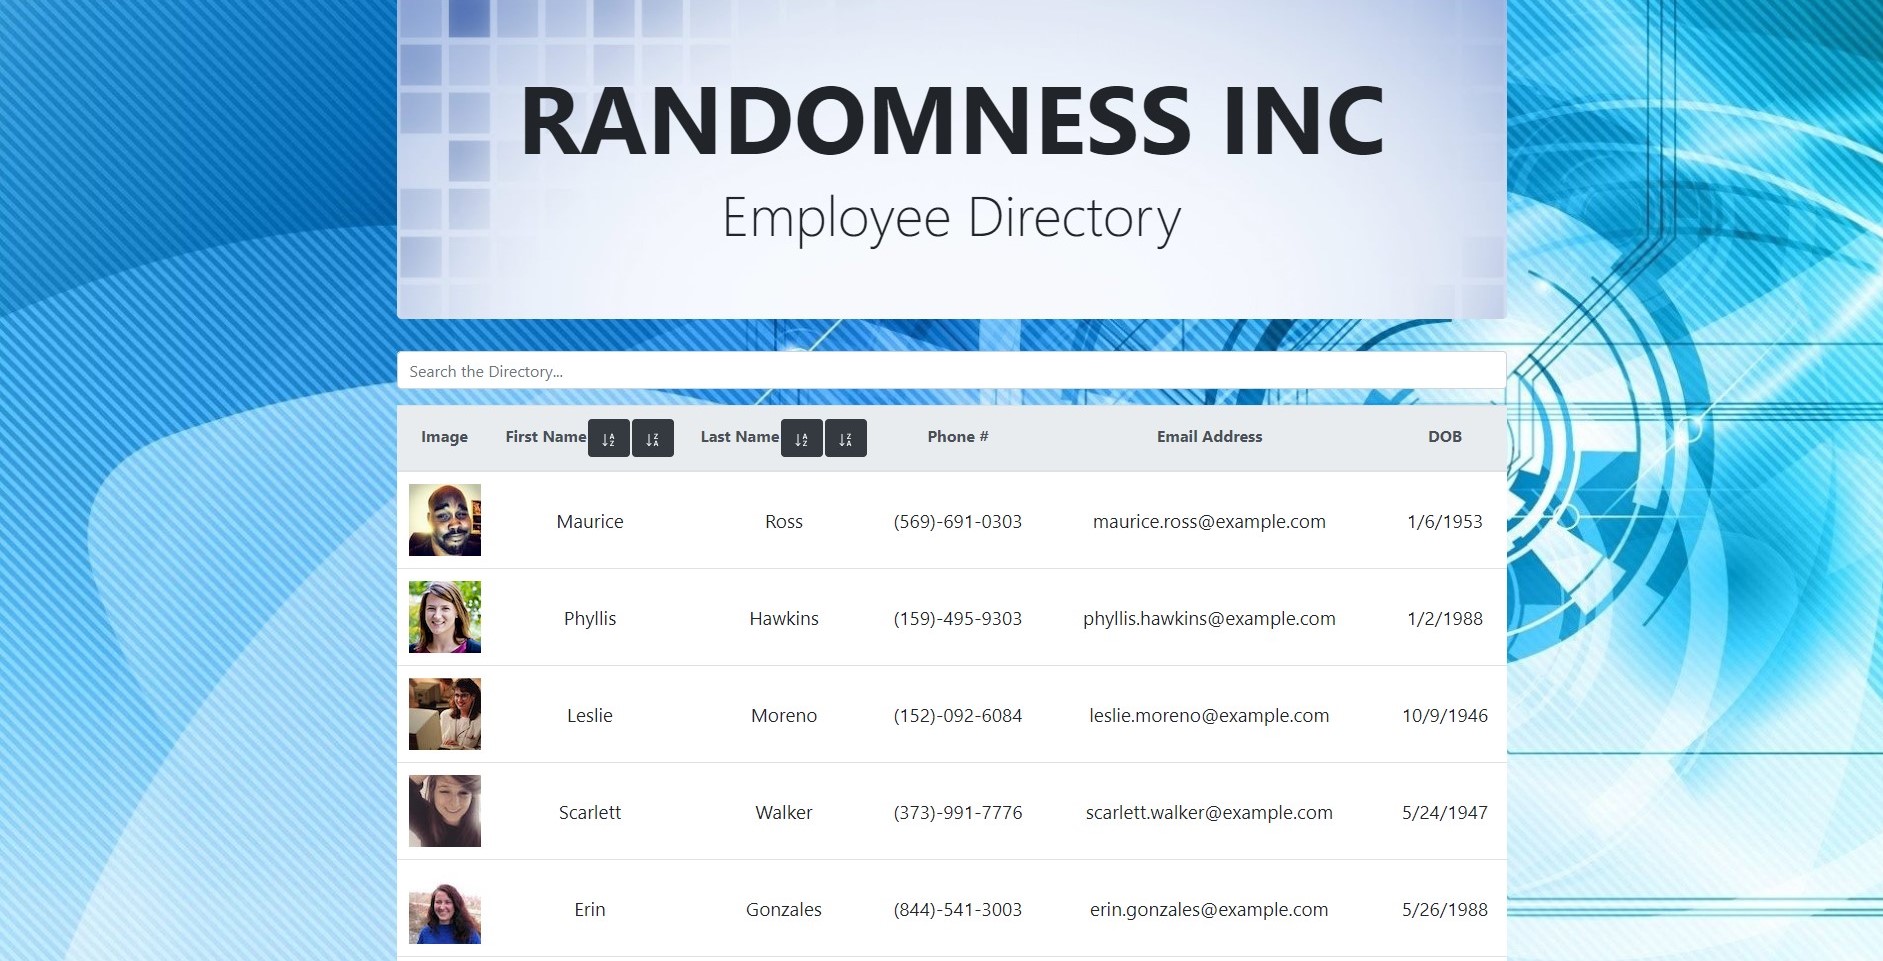 RANDOMNESS INC
Employee Directory
Search the Directory...
Image First Name A Z Z A Last Name A Z Z A Phone # Email Address DOB
Maurice Ross (569)-691-0303 maurice.ross@example.com 1/6/1953
Phyllis Hawkins (159)-495-9303 phyllis.hawkins@example.com 1/2/1988
Leslie Moreno (152)-092-6084 leslie.moreno@example.com 10/9/1946
Scarlett Walker (373)-991-7776 scarlett.walker@example.com 5/24/1947
Erin Gonzales (844)-541-3003 erin.gonzales@example.com 5/26/1988